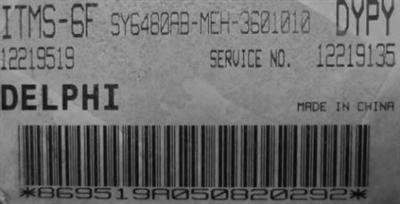 ITMS-6F SY6480AB-MEH-3601010 DYPY
12219519 SERVICE NO. 12219135
DELPHI MADE IN CHINA
*869519A050820292*